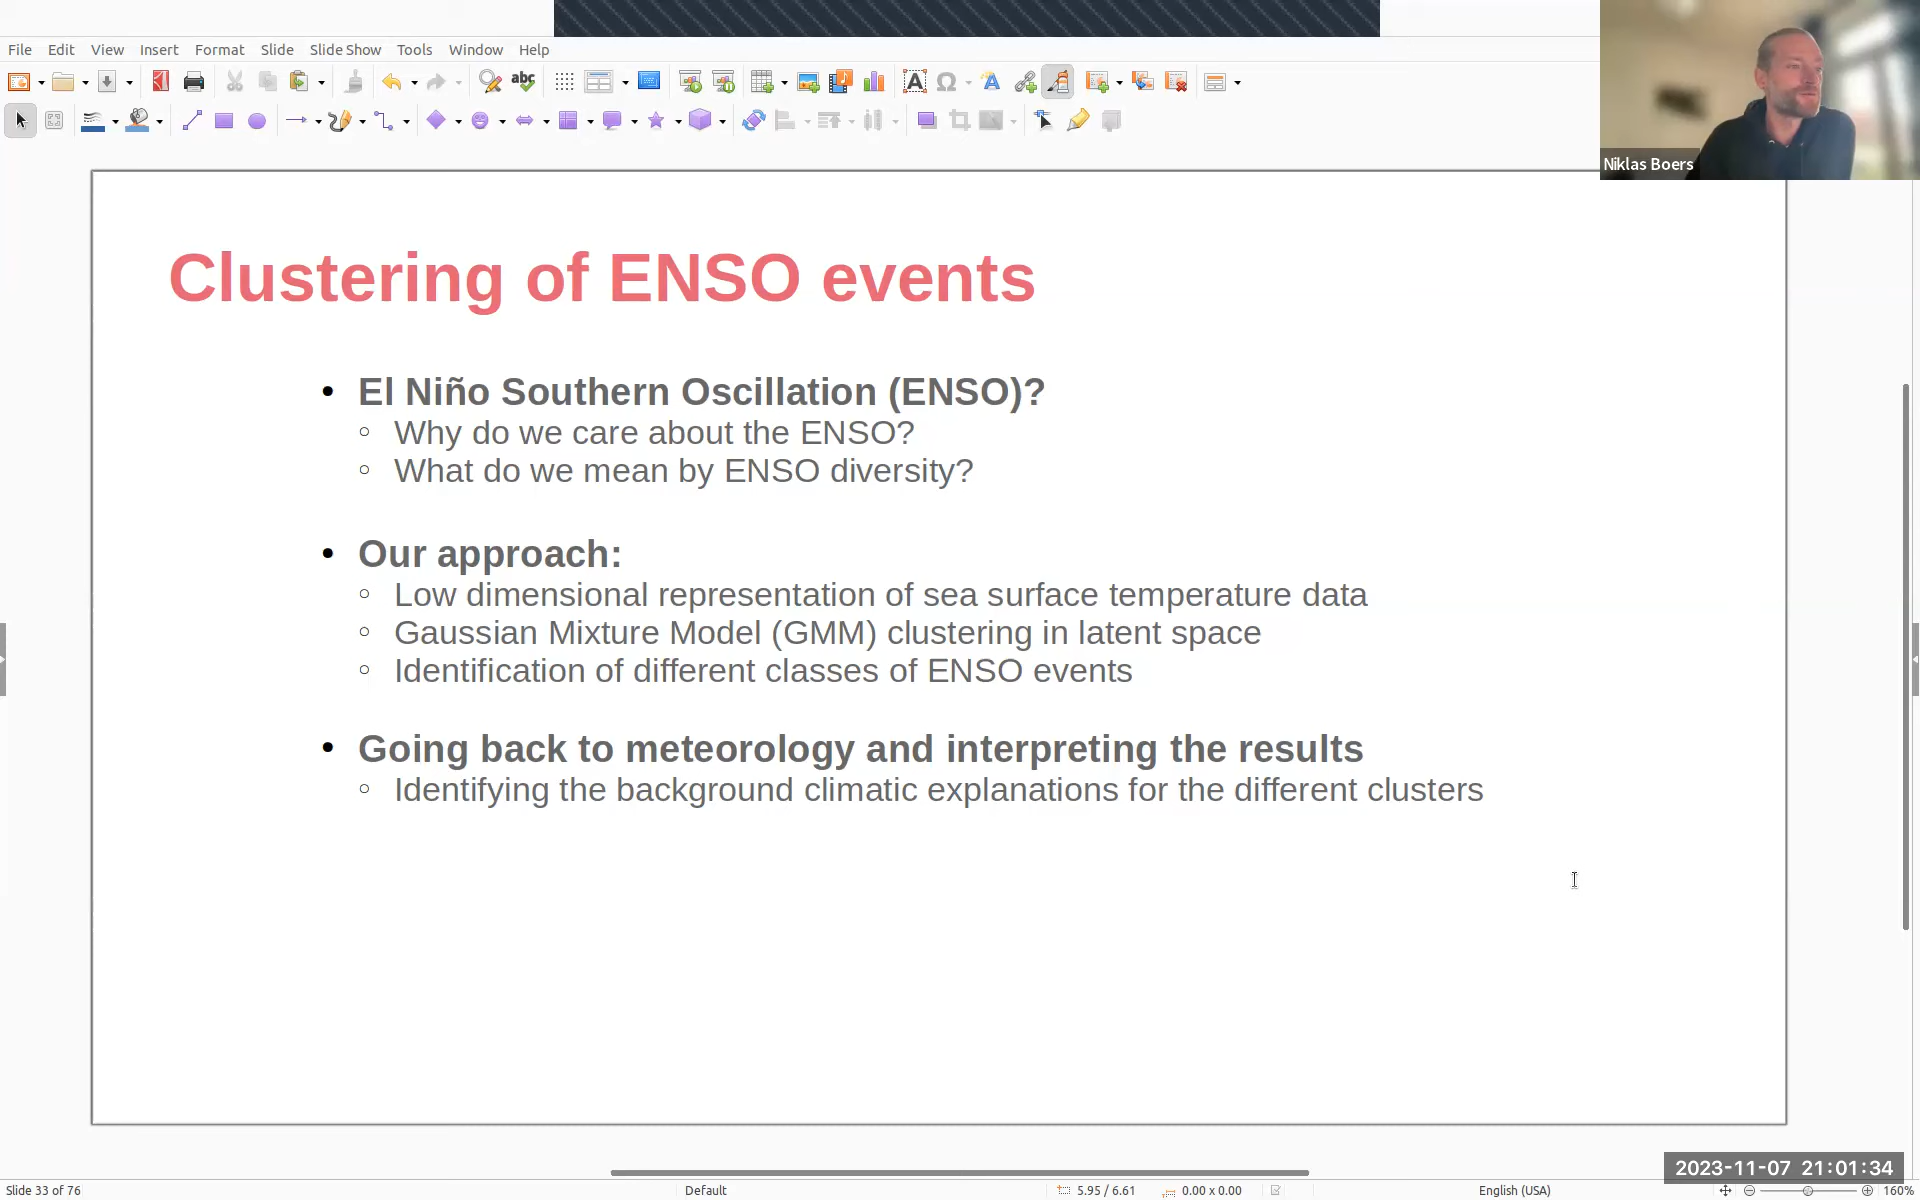 File Edit View Insert Format Slide Slide Show Tools Window Help
Niklas Boers
Clustering of ENSO events
• El Niño Southern Oscillation (ENSO)?
○ Why do we care about the ENSO?
○ What do we mean by ENSO diversity?
• Our approach:
○ Low dimensional representation of sea surface temperature data
○ Gaussian Mixture Model (GMM) clustering in latent space
○ Identification of different classes of ENSO events
• Going back to meteorology and interpreting the results
○ Identifying the background climatic explanations for the different clusters
2023-11-07 21:01:34
Slide 33 of 76 Default 5.95 / 6.61 0.00 x 0.00 English (USA) 160%